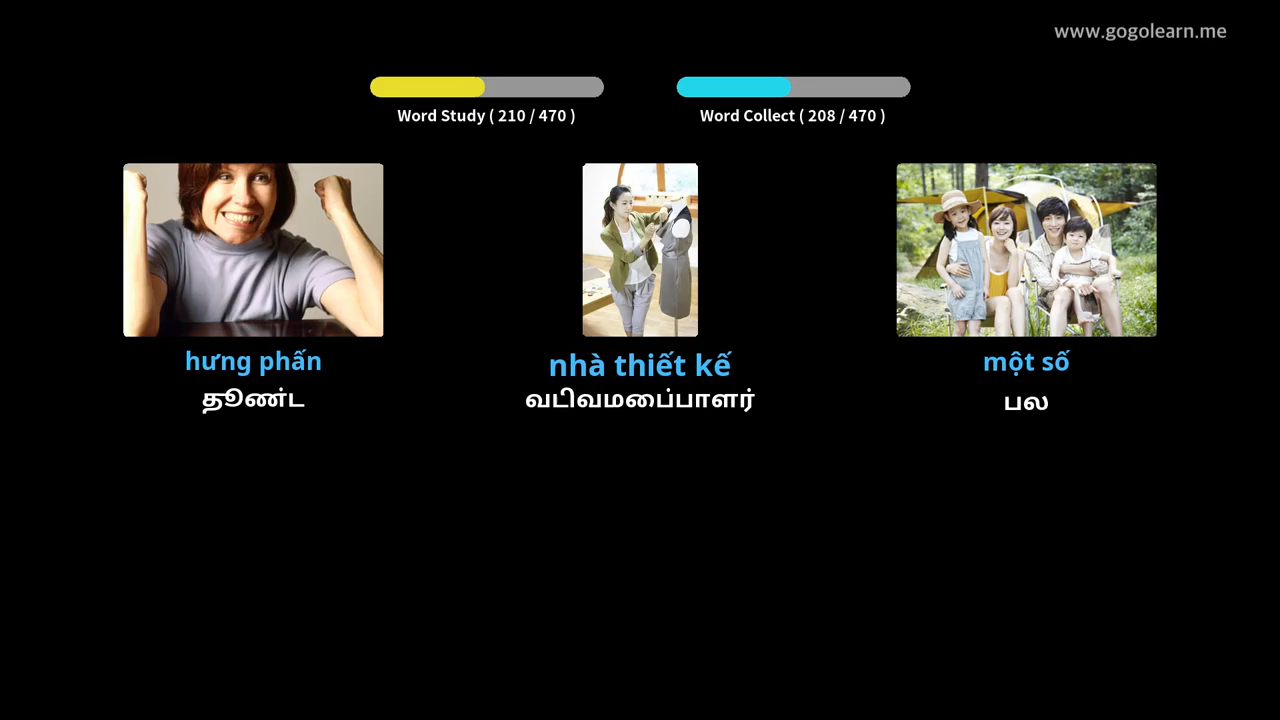 www.gogolearn.me
Word Study ( 210 / 470 )
Word Collect ( 208 / 470 )
hưng phấn
தூண்ட
nhà thiết kế
வடிவமைப்பாளர்
một số
பல